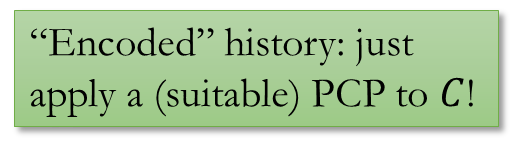 “Encoded” history: just
apply a (suitable) PCP to 𝐶!